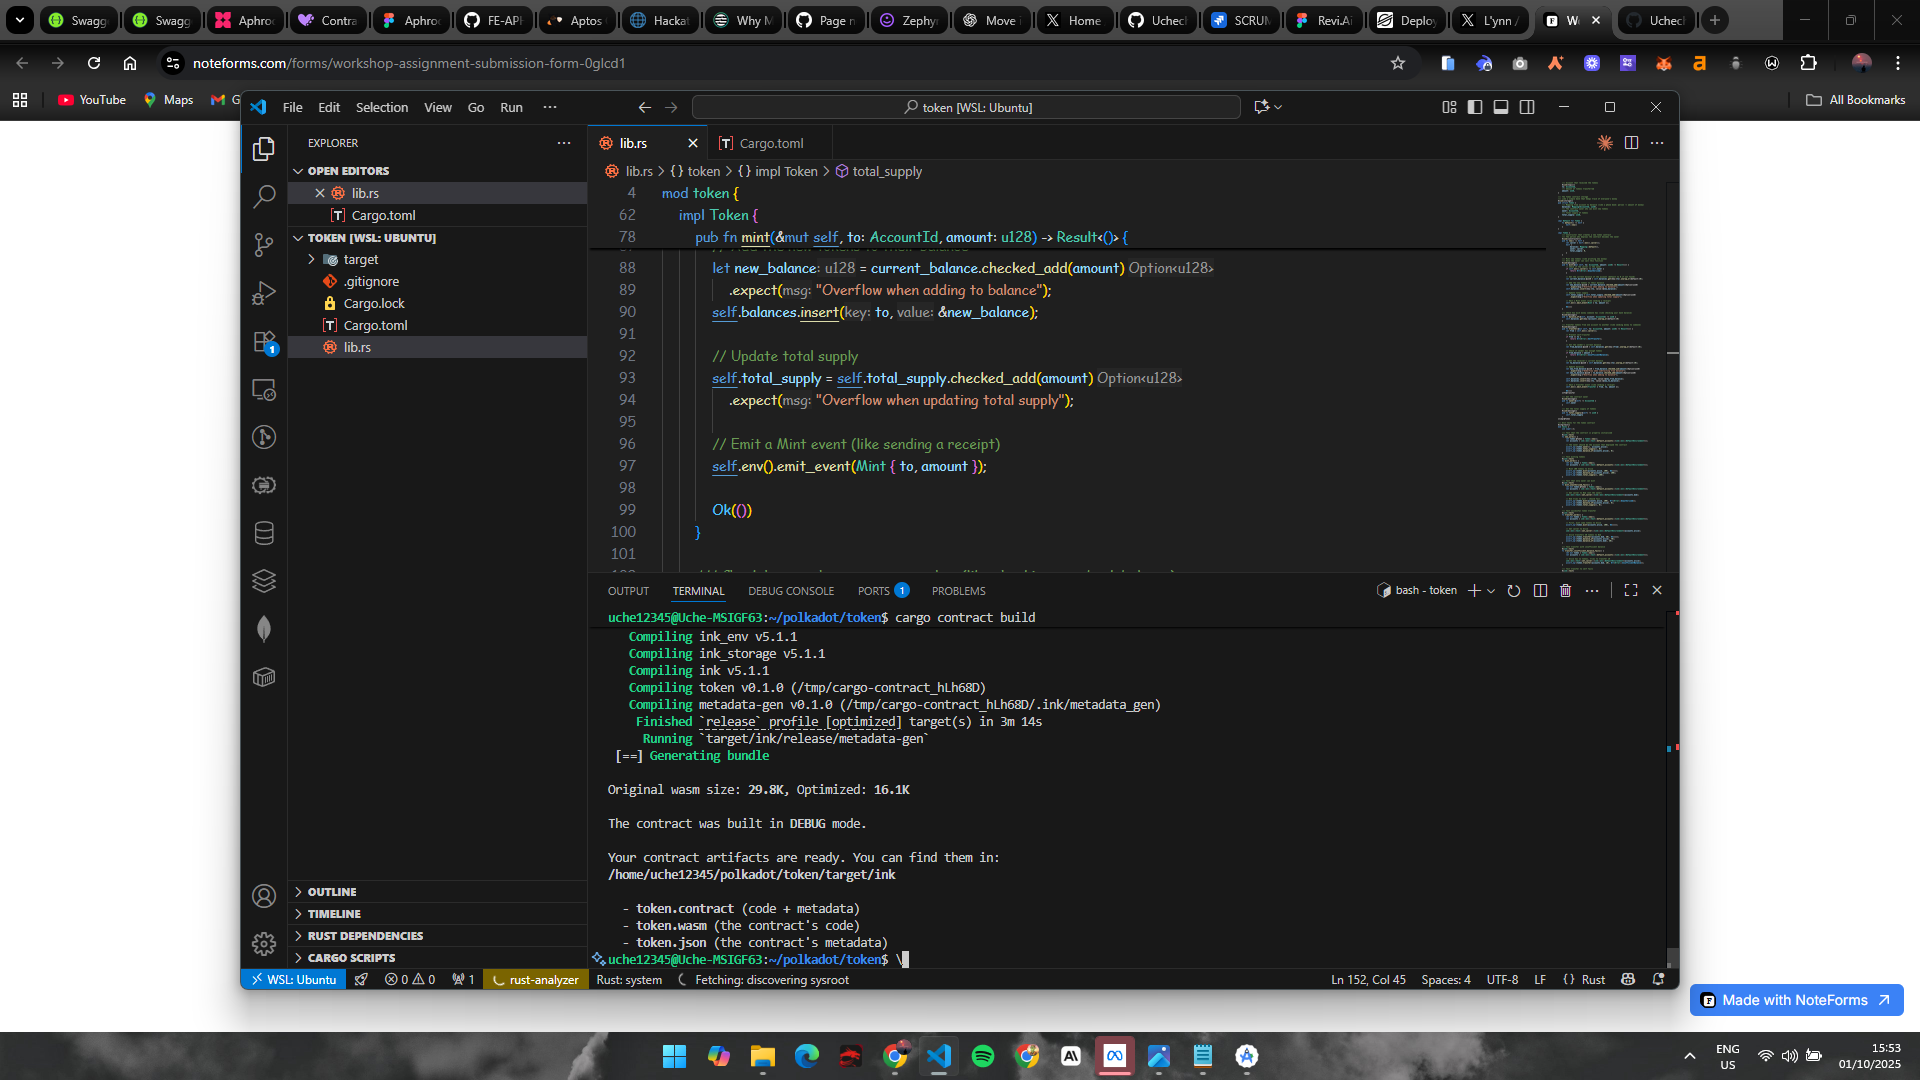 Swagge
Swagg
Aphroc
Contra
Aphroc
FE-API
Aptos
Hackat
Why M
Page n
Zephy
Move i
Home
Uchech
SCRUM
Revi.Ai
Deploy
L'ynn /
W
Uchech
noteforms.com/forms/workshop-assignment-submission-form-0glcd1
YouTube
Maps
G
All Bookmarks
File Edit Selection View Go Run ···
token [WSL: Ubuntu]
EXPLORER
OPEN EDITORS
lib.rs
Cargo.toml
TOKEN [WSL: UBUNTU]
target
.gitignore
Cargo.lock
Cargo.toml
lib.rs
OUTLINE
TIMELINE
RUST DEPENDENCIES
CARGO SCRIPTS
1
lib.rs
Cargo.toml
lib.rs > {} token > {} impl Token > total_supply
4 mod token {
62 impl Token {
78 pub fn mint(&mut self, to: AccountId, amount: u128) -> Result<()> {
88 let new_balance: u128 = current_balance.checked_add(amount) Option<u128>
89 .expect(msg: "Overflow when adding to balance");
90 self.balances.insert(key: to, value: &new_balance);
91
92 // Update total supply
93 self.total_supply = self.total_supply.checked_add(amount) Option<u128>
94 .expect(msg: "Overflow when updating total supply");
95
96 // Emit a Mint event (like sending a receipt)
97 self.env().emit_event(Mint { to, amount });
98
99 Ok(())
100 }
101
OUTPUT TERMINAL DEBUG CONSOLE PORTS 1 PROBLEMS
bash - token
uche12345@Uche-MSIGF63:~/polkadot/token$ cargo contract build
Compiling ink_env v5.1.1
Compiling ink_storage v5.1.1
Compiling ink v5.1.1
Compiling token v0.1.0 (/tmp/cargo-contract_hLh68D)
Compiling metadata-gen v0.1.0 (/tmp/cargo-contract_hLh68D/.ink/metadata_gen)
Finished `release` profile [optimized] target(s) in 3m 14s
Running `target/ink/release/metadata-gen`
[==] Generating bundle
Original wasm size: 29.8K, Optimized: 16.1K
The contract was built in DEBUG mode.
Your contract artifacts are ready. You can find them in:
/home/uche12345/polkadot/token/target/ink
- token.contract (code + metadata)
- token.wasm (the contract's code)
- token.json (the contract's metadata)
uche12345@Uche-MSIGF63:~/polkadot/token$ \
WSL: Ubuntu
0
0
1
rust-analyzer
Rust: system
Fetching: discovering sysroot
Ln 152, Col 45
Spaces: 4
UTF-8
LF
{} Rust
Made with NoteForms
ENG
US
15:53
01/10/2025